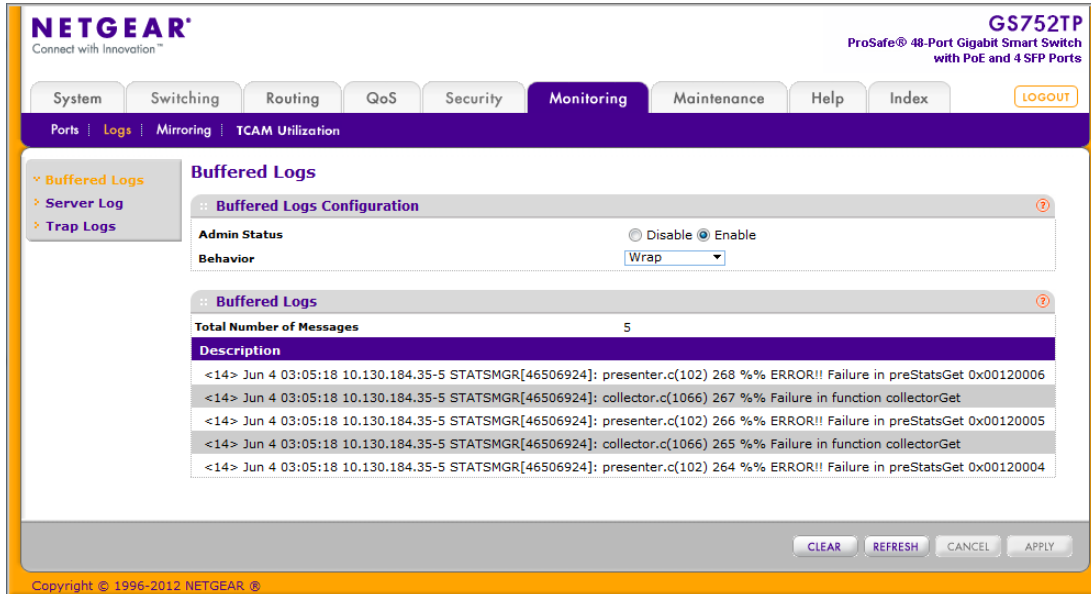 NETGEAR®
Connect with Innovation™
GS752TP
ProSafe® 48-Port Gigabit Smart Switch
with PoE and 4 SFP Ports
System Switching Routing QoS Security Monitoring Maintenance Help Index LOGOUT
Ports Logs Mirroring TCAM Utilization
Buffered Logs
Server Log
Trap Logs
Buffered Logs
Buffered Logs Configuration ?
Admin Status Disable Enable
Behavior Wrap
Buffered Logs ?
Total Number of Messages 5
Description
<14> Jun 4 03:05:18 10.130.184.35-5 STATSMGR[46506924]: presenter.c(102) 268 %% ERROR!! Failure in preStatsGet 0x00120006
<14> Jun 4 03:05:18 10.130.184.35-5 STATSMGR[46506924]: collector.c(1066) 267 %% Failure in function collectorGet
<14> Jun 4 03:05:18 10.130.184.35-5 STATSMGR[46506924]: presenter.c(102) 266 %% ERROR!! Failure in preStatsGet 0x00120005
<14> Jun 4 03:05:18 10.130.184.35-5 STATSMGR[46506924]: collector.c(1066) 265 %% Failure in function collectorGet
<14> Jun 4 03:05:18 10.130.184.35-5 STATSMGR[46506924]: presenter.c(102) 264 %% ERROR!! Failure in preStatsGet 0x00120004
CLEAR REFRESH CANCEL APPLY
Copyright © 1996-2012 NETGEAR ®